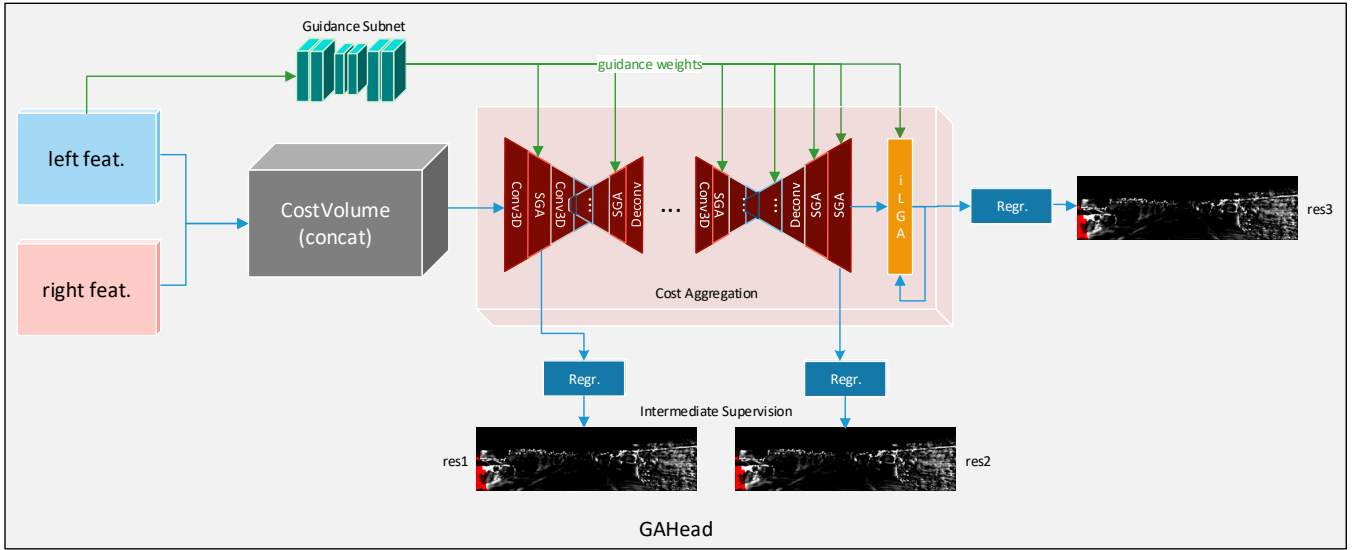 Guidance Subnet
guidance weights
left feat.
right feat.
CostVolume
(concat)
Conv3D
SGA
Conv3D
...
SGA
Deconv
...
Conv3D
SGA
...
...
Deconv
SGA
SGA
iLGA
Cost Aggregation
Regr.
res3
Regr.
Regr.
Intermediate Supervision
res1
res2
GAHead